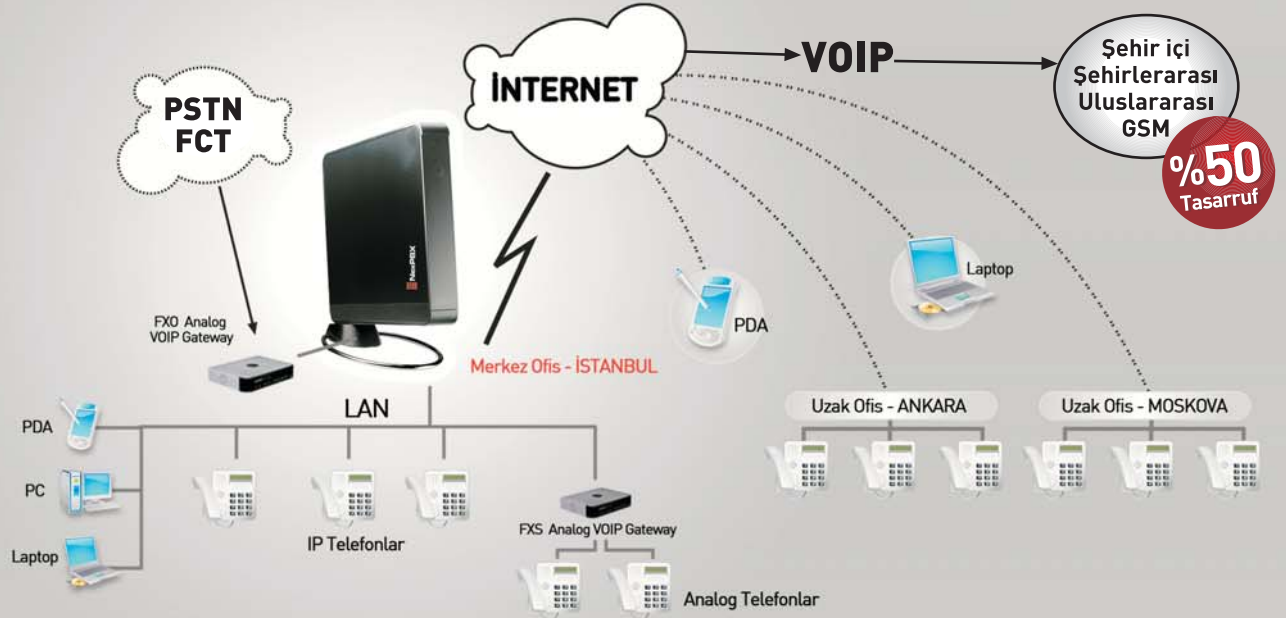 PSTN
FCT
İNTERNET
VOIP
Şehir içi
Şehirlerarası
Uluslararası
GSM
%50
Tasarruf
NexPBX
FXO Analog
VOIP Gateway
Merkez Ofis - İSTANBUL
PDA
Laptop
LAN
Uzak Ofis - ANKARA
Uzak Ofis - MOSKOVA
PDA
PC
Laptop
IP Telefonlar
FXS Analog VOIP Gateway
Analog Telefonlar